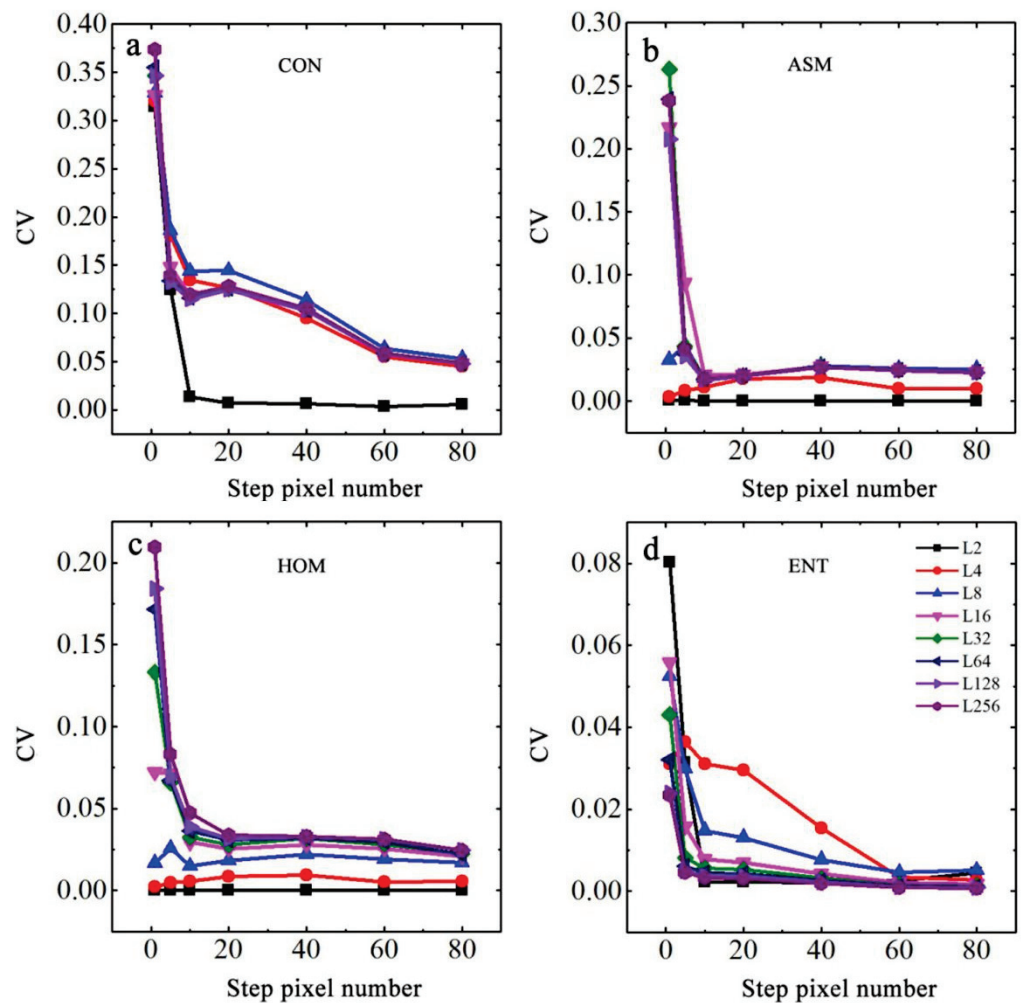 a
CON
0.40
0.35
0.30
0.25
0.20
0.15
0.10
0.05
0.00
CV
0 20 40 60 80
Step pixel number
b
ASM
0.30
0.25
0.20
0.15
0.10
0.05
0.00
CV
0 20 40 60 80
Step pixel number
c
HOM
0.20
0.15
0.10
0.05
0.00
CV
0 20 40 60 80
Step pixel number
d
ENT
0.08
0.06
0.04
0.02
0.00
CV
L2
L4
L8
L16
L32
L64
L128
L256
0 20 40 60 80
Step pixel number